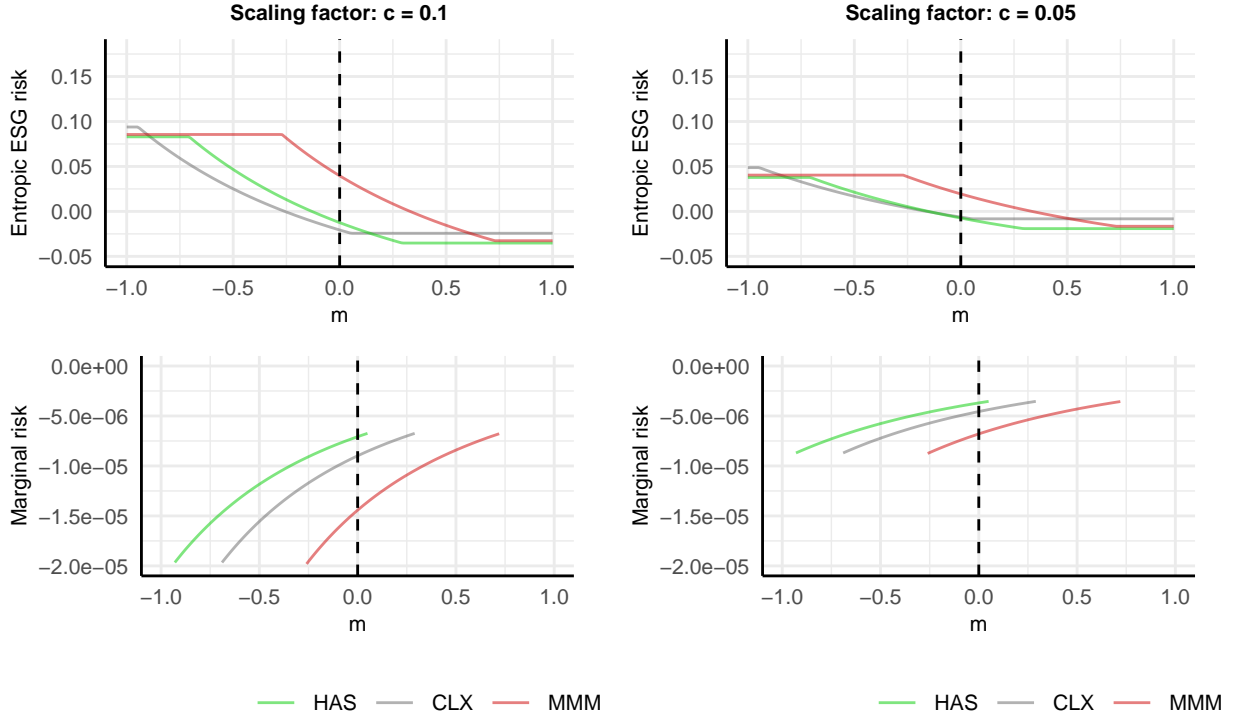 Scaling factor: c = 0.1
Scaling factor: c = 0.05
Entropic ESG risk
0.15
0.10
0.05
0.00
−0.05
−1.0 −0.5 0.0 0.5 1.0
m
Entropic ESG risk
0.15
0.10
0.05
0.00
−0.05
−1.0 −0.5 0.0 0.5 1.0
m
Marginal risk
0.0e+00
−5.0e−06
−1.0e−05
−1.5e−05
−2.0e−05
−1.0 −0.5 0.0 0.5 1.0
m
Marginal risk
0.0e+00
−5.0e−06
−1.0e−05
−1.5e−05
−2.0e−05
−1.0 −0.5 0.0 0.5 1.0
m
HAS CLX MMM
HAS CLX MMM